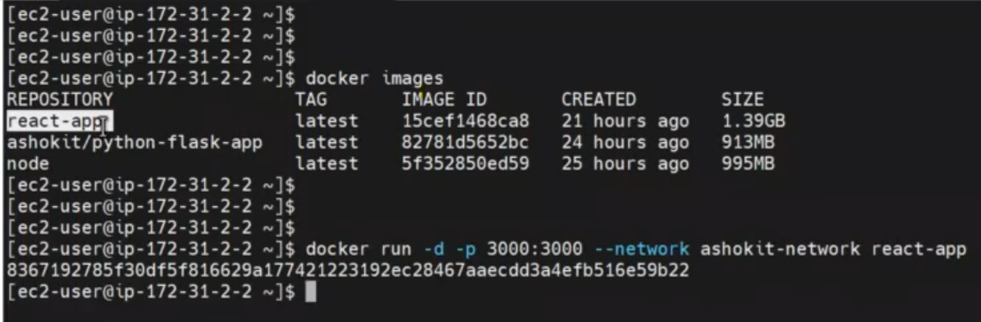 [ec2-user@ip-172-31-2-2 ~]$
[ec2-user@ip-172-31-2-2 ~]$
[ec2-user@ip-172-31-2-2 ~]$
[ec2-user@ip-172-31-2-2 ~]$ docker images
REPOSITORY TAG IMAGE ID CREATED SIZE
react-app latest 15cef1468ca8 21 hours ago 1.39GB
ashokit/python-flask-app latest 82781d5652bc 24 hours ago 913MB
node latest 5f352850ed59 25 hours ago 995MB
[ec2-user@ip-172-31-2-2 ~]$
[ec2-user@ip-172-31-2-2 ~]$
[ec2-user@ip-172-31-2-2 ~]$
[ec2-user@ip-172-31-2-2 ~]$ docker run -d -p 3000:3000 --network ashokit-network react-app
8367192785f30df5f816629a177421223192ec28467aaecdd3a4efb516e59b22
[ec2-user@ip-172-31-2-2 ~]$